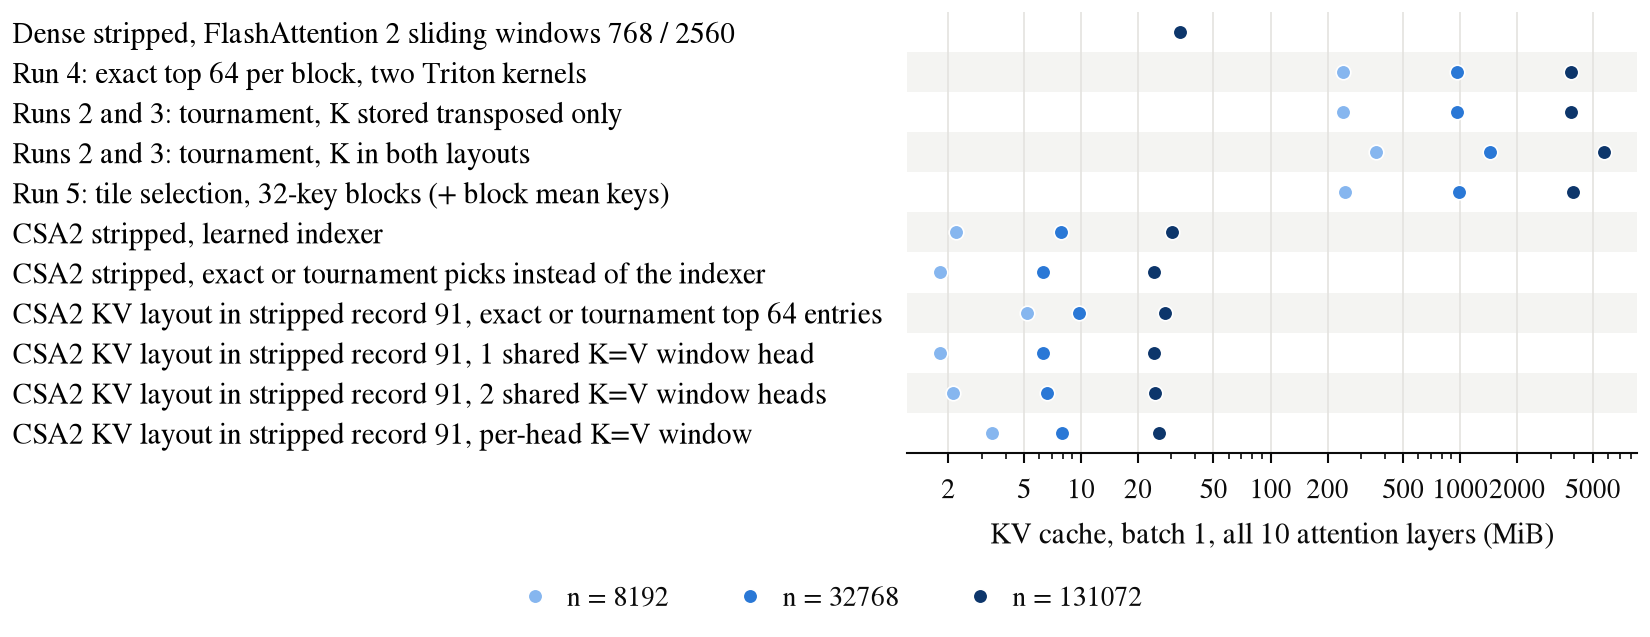 Dense stripped, FlashAttention 2 sliding windows 768 / 2560
Run 4: exact top 64 per block, two Triton kernels
Runs 2 and 3: tournament, K stored transposed only
Runs 2 and 3: tournament, K in both layouts
Run 5: tile selection, 32-key blocks (+ block mean keys)
CSA2 stripped, learned indexer
CSA2 stripped, exact or tournament picks instead of the indexer
CSA2 KV layout in stripped record 91, exact or tournament top 64 entries
CSA2 KV layout in stripped record 91, 1 shared K=V window head
CSA2 KV layout in stripped record 91, 2 shared K=V window heads
CSA2 KV layout in stripped record 91, per-head K=V window
2 5 10 20 50 100 200 500 1000 2000 5000
KV cache, batch 1, all 10 attention layers (MiB)
n = 8192 n = 32768 n = 131072